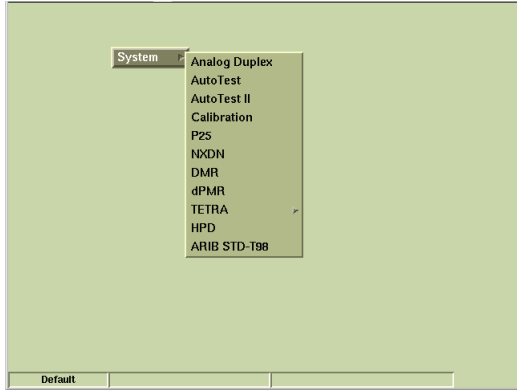 System
Analog Duplex
AutoTest
AutoTest II
Calibration
P25
NXDN
DMR
dPMR
TETRA
HPD
ARIB STD-T98
Default